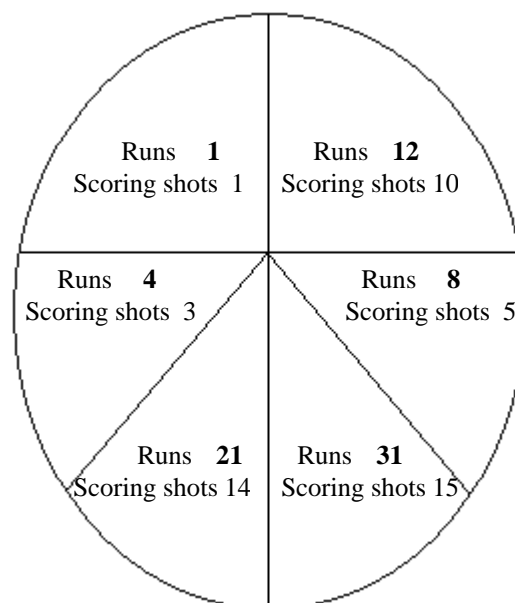 Runs 1
Scoring shots 1
Runs 12
Scoring shots 10
Runs 4
Scoring shots 3
Runs 8
Scoring shots 5
Runs 21
Scoring shots 14
Runs 31
Scoring shots 15